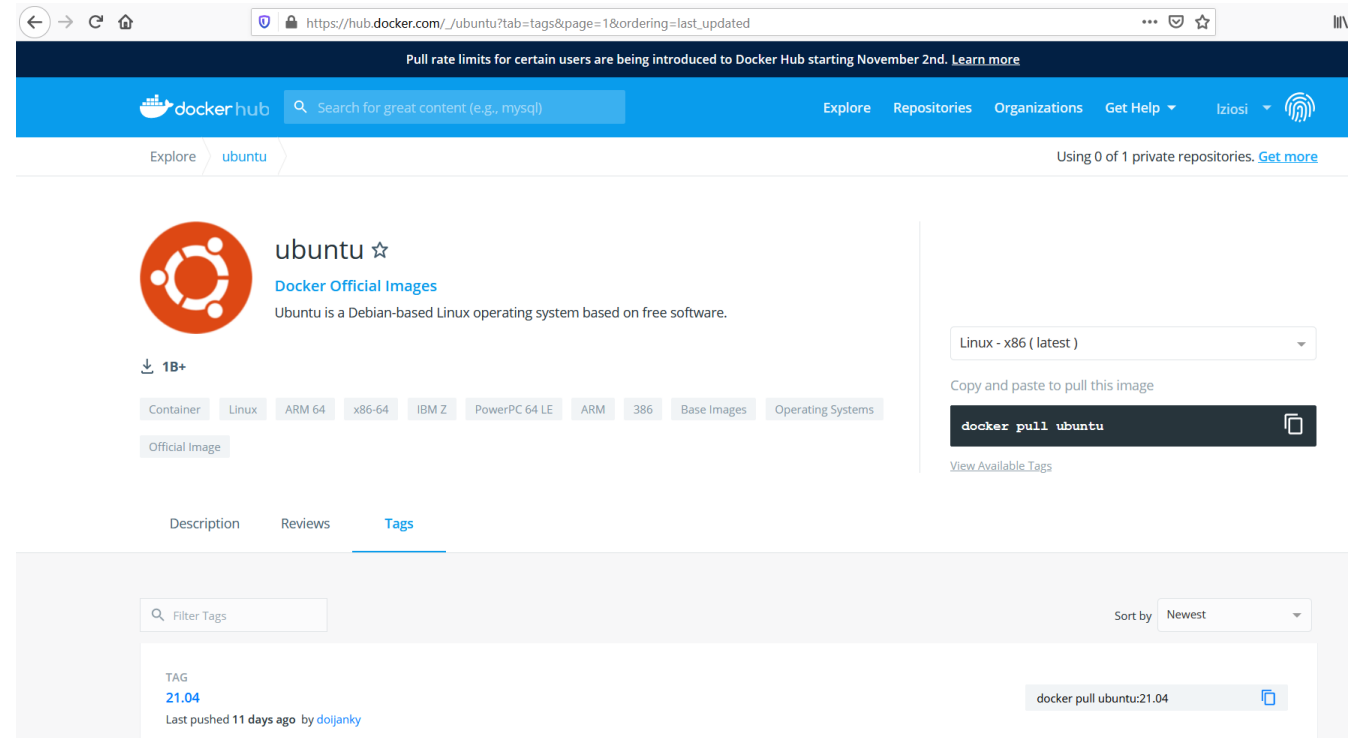 https://hub.docker.com/_/ubuntu?tab=tags&page=1&ordering=last_updated
Pull rate limits for certain users are being introduced to Docker Hub starting November 2nd. Learn more
dockerhub
Search for great content (e.g., mysql)
Explore Repositories Organizations Get Help
lziosi
Explore ubuntu
Using 0 of 1 private repositories. Get more
ubuntu
Docker Official Images
Ubuntu is a Debian-based Linux operating system based on free software.
1B+
Container Linux ARM 64 x86-64 IBM Z PowerPC 64 LE ARM 386 Base Images Operating Systems
Official Image
Linux - x86 ( latest )
Copy and paste to pull this image
docker pull ubuntu
View Available Tags
Description Reviews Tags
Filter Tags
Sort by Newest
TAG
21.04
Last pushed 11 days ago by doijanky
docker pull ubuntu:21.04